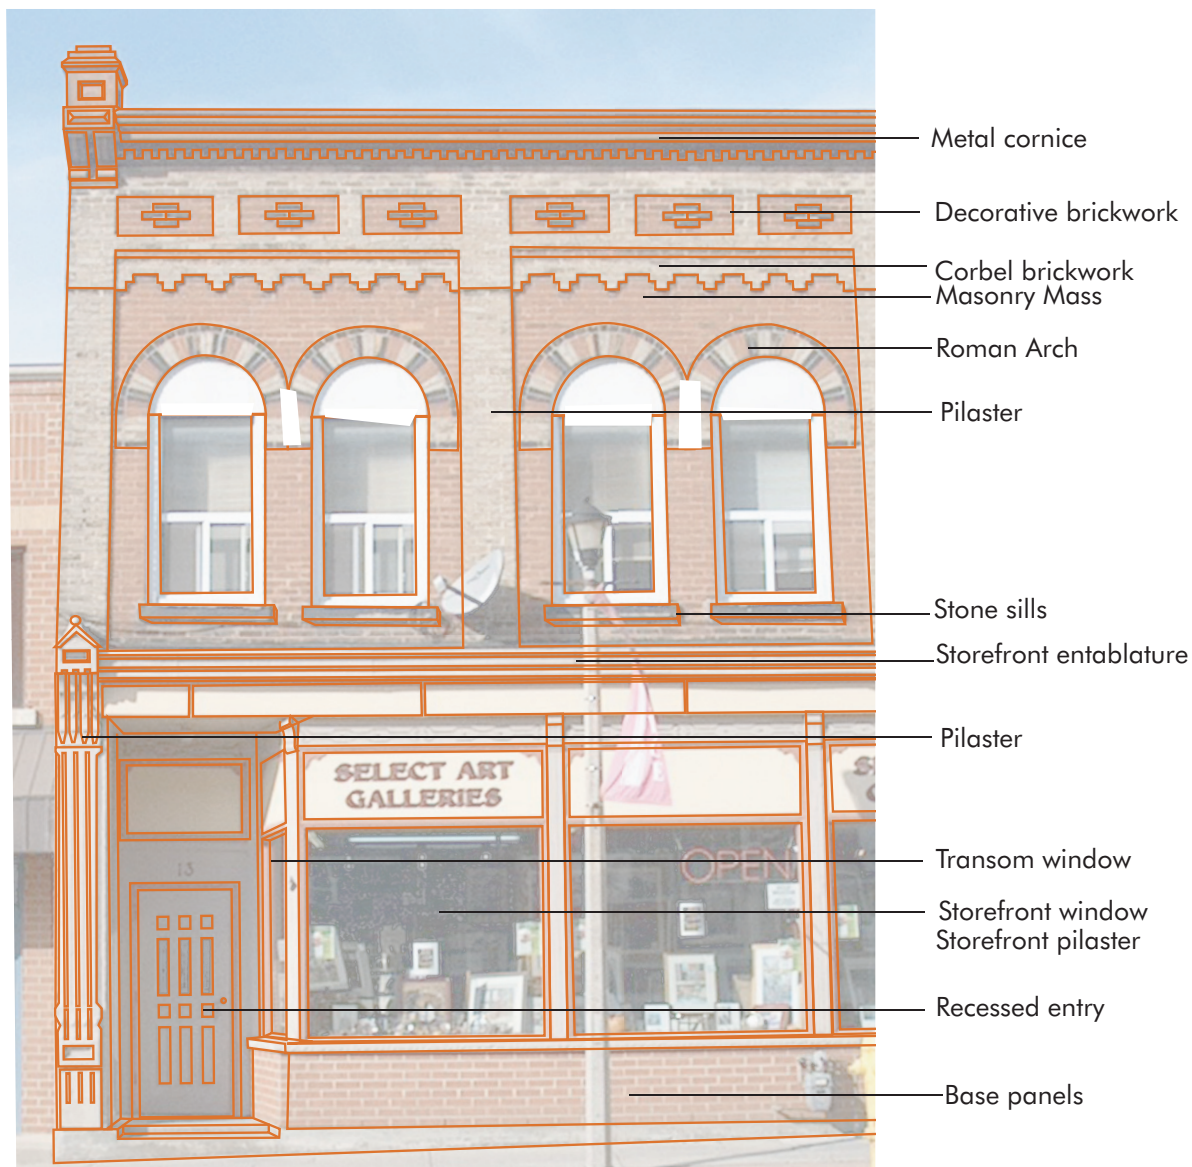 Metal cornice
Decorative brickwork
Corbel brickwork
Masonry Mass
Roman Arch
Pilaster
Stone sills
Storefront entablature
Pilaster
SELECT ART
GALLERIES
13
OPEN
Transom window
Storefront window
Storefront pilaster
Recessed entry
Base panels